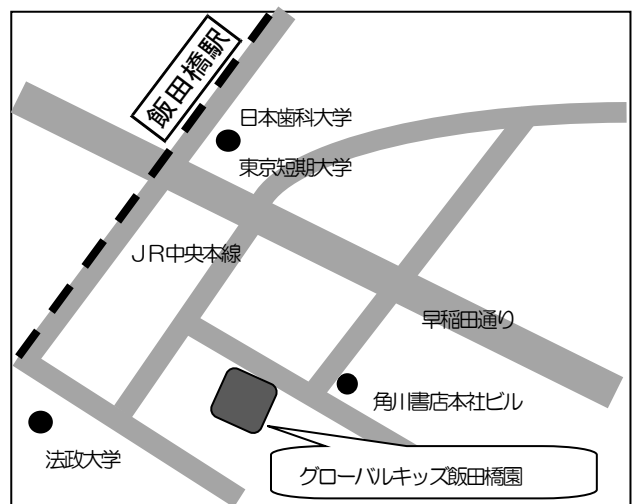 飯田橋駅
日本歯科大学
東京短期大学
ＪＲ中央本線
早稲田通り
角川書店本社ビル
法政大学
グローバルキッズ飯田橋園